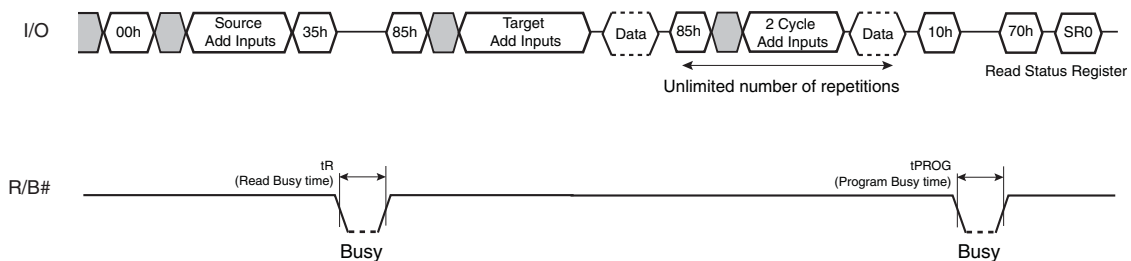 I/O
00h
Source
Add Inputs
35h
85h
Target
Add Inputs
Data
85h
2 Cycle
Add Inputs
Data
10h
70h
SR0
Unlimited number of repetitions
Read Status Register
R/B#
tR
(Read Busy time)
Busy
tPROG
(Program Busy time)
Busy